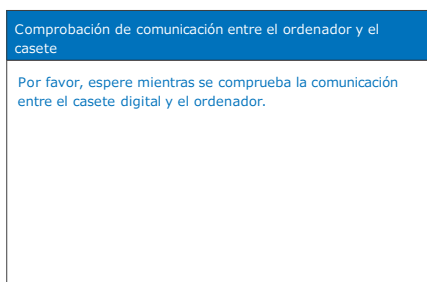 Comprobación de comunicación entre el ordenador y el
casete
Por favor, espere mientras se comprueba la comunicación
entre el casete digital y el ordenador.